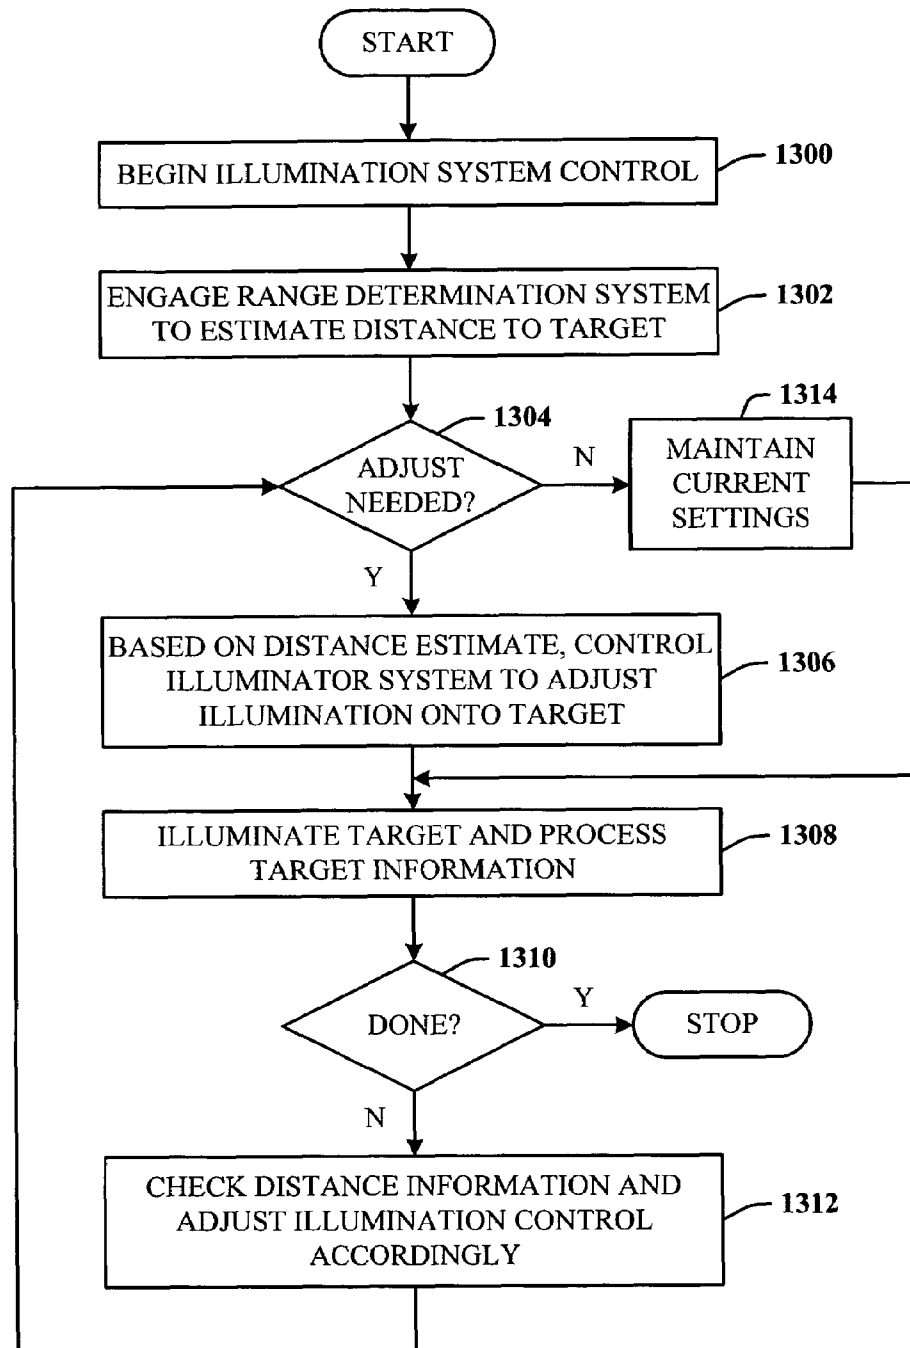 START
BEGIN ILLUMINATION SYSTEM CONTROL
1300
ENGAGE RANGE DETERMINATION SYSTEM
TO ESTIMATE DISTANCE TO TARGET
1302
1304
ADJUST
NEEDED?
N
1314
MAINTAIN
CURRENT
SETTINGS
Y
BASED ON DISTANCE ESTIMATE, CONTROL
ILLUMINATOR SYSTEM TO ADJUST
ILLUMINATION ONTO TARGET
1306
ILLUMINATE TARGET AND PROCESS
TARGET INFORMATION
1308
1310
DONE?
Y
STOP
N
CHECK DISTANCE INFORMATION AND
ADJUST ILLUMINATION CONTROL
ACCORDINGLY
1312